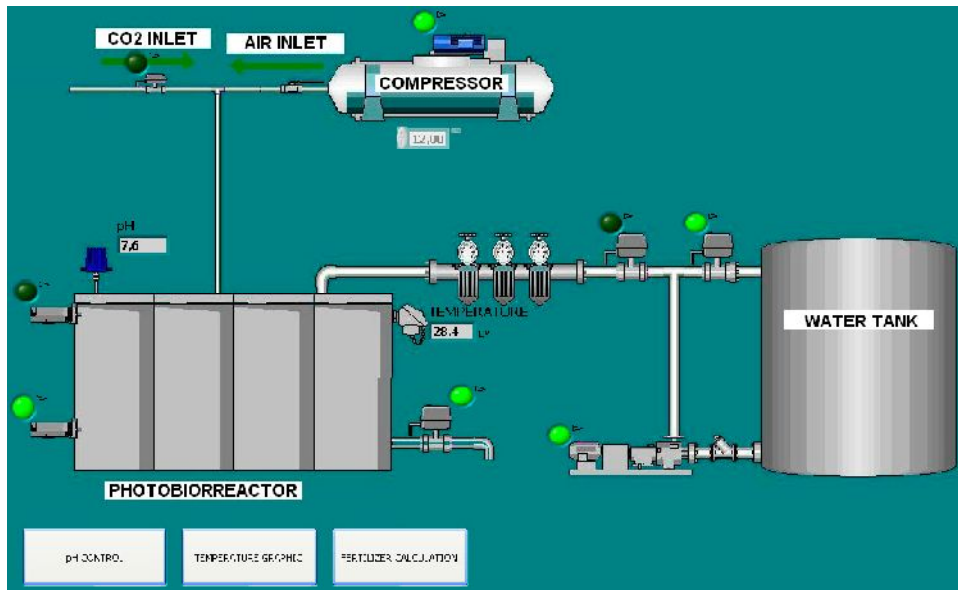 CO2 INLET
AIR INLET
COMPRESSOR
12,00
pH
7,6
TEMPERATURE
28.4
WATER TANK
PHOTOBIORREACTOR
pH CONTROL
TEMPERATURE GRAPHIC
FERTILIZER CALCULATION